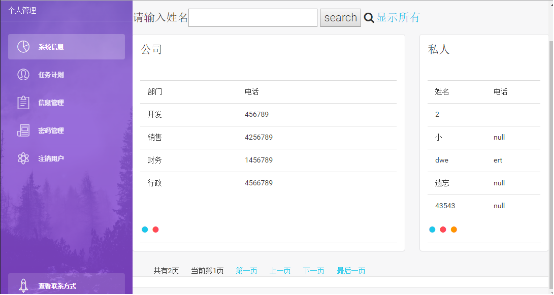 个人管理
系统信息
任务计划
信息管理
密码管理
注销用户
查看联系方式
请输入姓名 search 显示所有
公司
部门 电话
开发 456789
销售 4256789
财务 1456789
行政 4566789
私人
姓名 电话
2
小 null
dwe ert
遗忘 null
43543 null
共有2页 当前第1页 第一页 上一页 下一页 最后一页